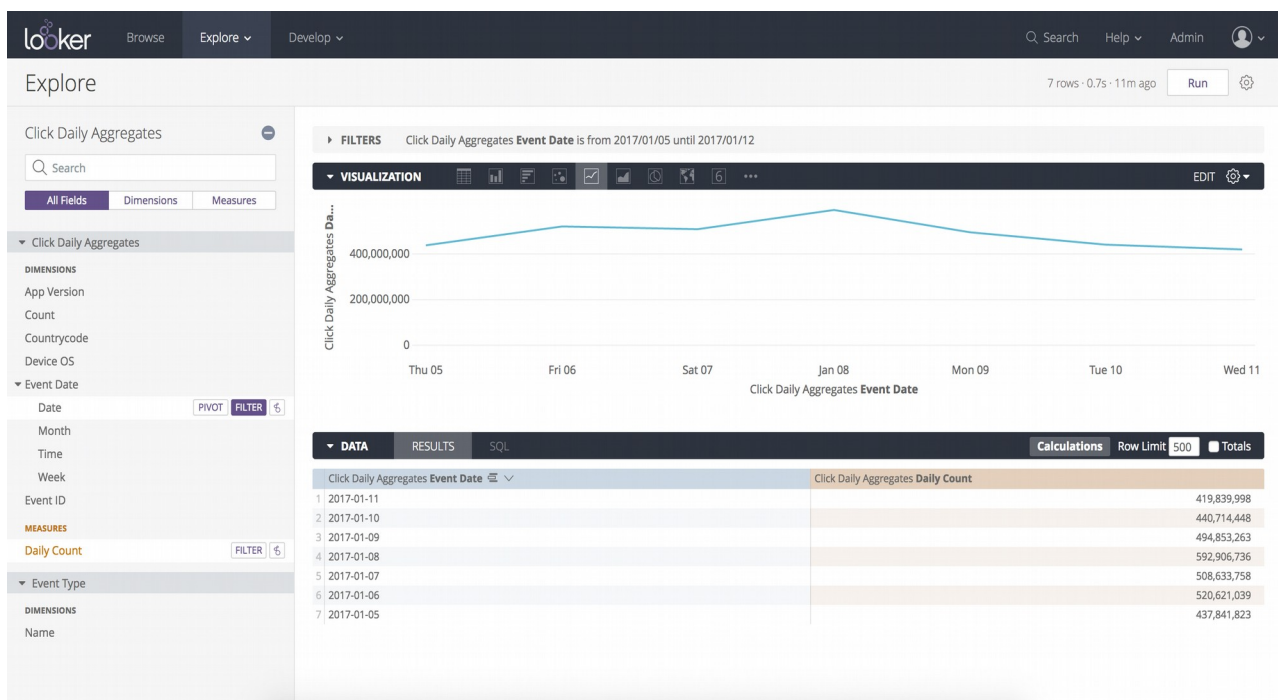 looker Browse Explore Develop Search Help Admin
Explore 7 rows · 0.7s · 11m ago Run
Click Daily Aggregates
Search
All Fields Dimensions Measures
Click Daily Aggregates
DIMENSIONS
App Version
Count
Countrycode
Device OS
Event Date
Date PIVOT FILTER
Month
Time
Week
Event ID
MEASURES
Daily Count FILTER
Event Type
DIMENSIONS
Name
FILTERS Click Daily Aggregates Event Date is from 2017/01/05 until 2017/01/12
VISUALIZATION 6 ••• EDIT
Click Daily Aggregates Da...
400,000,000
200,000,000
0
Thu 05 Fri 06 Sat 07 Jan 08 Mon 09 Tue 10 Wed 11
Click Daily Aggregates Event Date
DATA RESULTS SQL Calculations Row Limit 500 Totals
Click Daily Aggregates Event Date Click Daily Aggregates Daily Count
1 2017-01-11 419,839,998
2 2017-01-10 440,714,448
3 2017-01-09 494,853,263
4 2017-01-08 592,906,736
5 2017-01-07 508,633,758
6 2017-01-06 520,621,039
7 2017-01-05 437,841,823